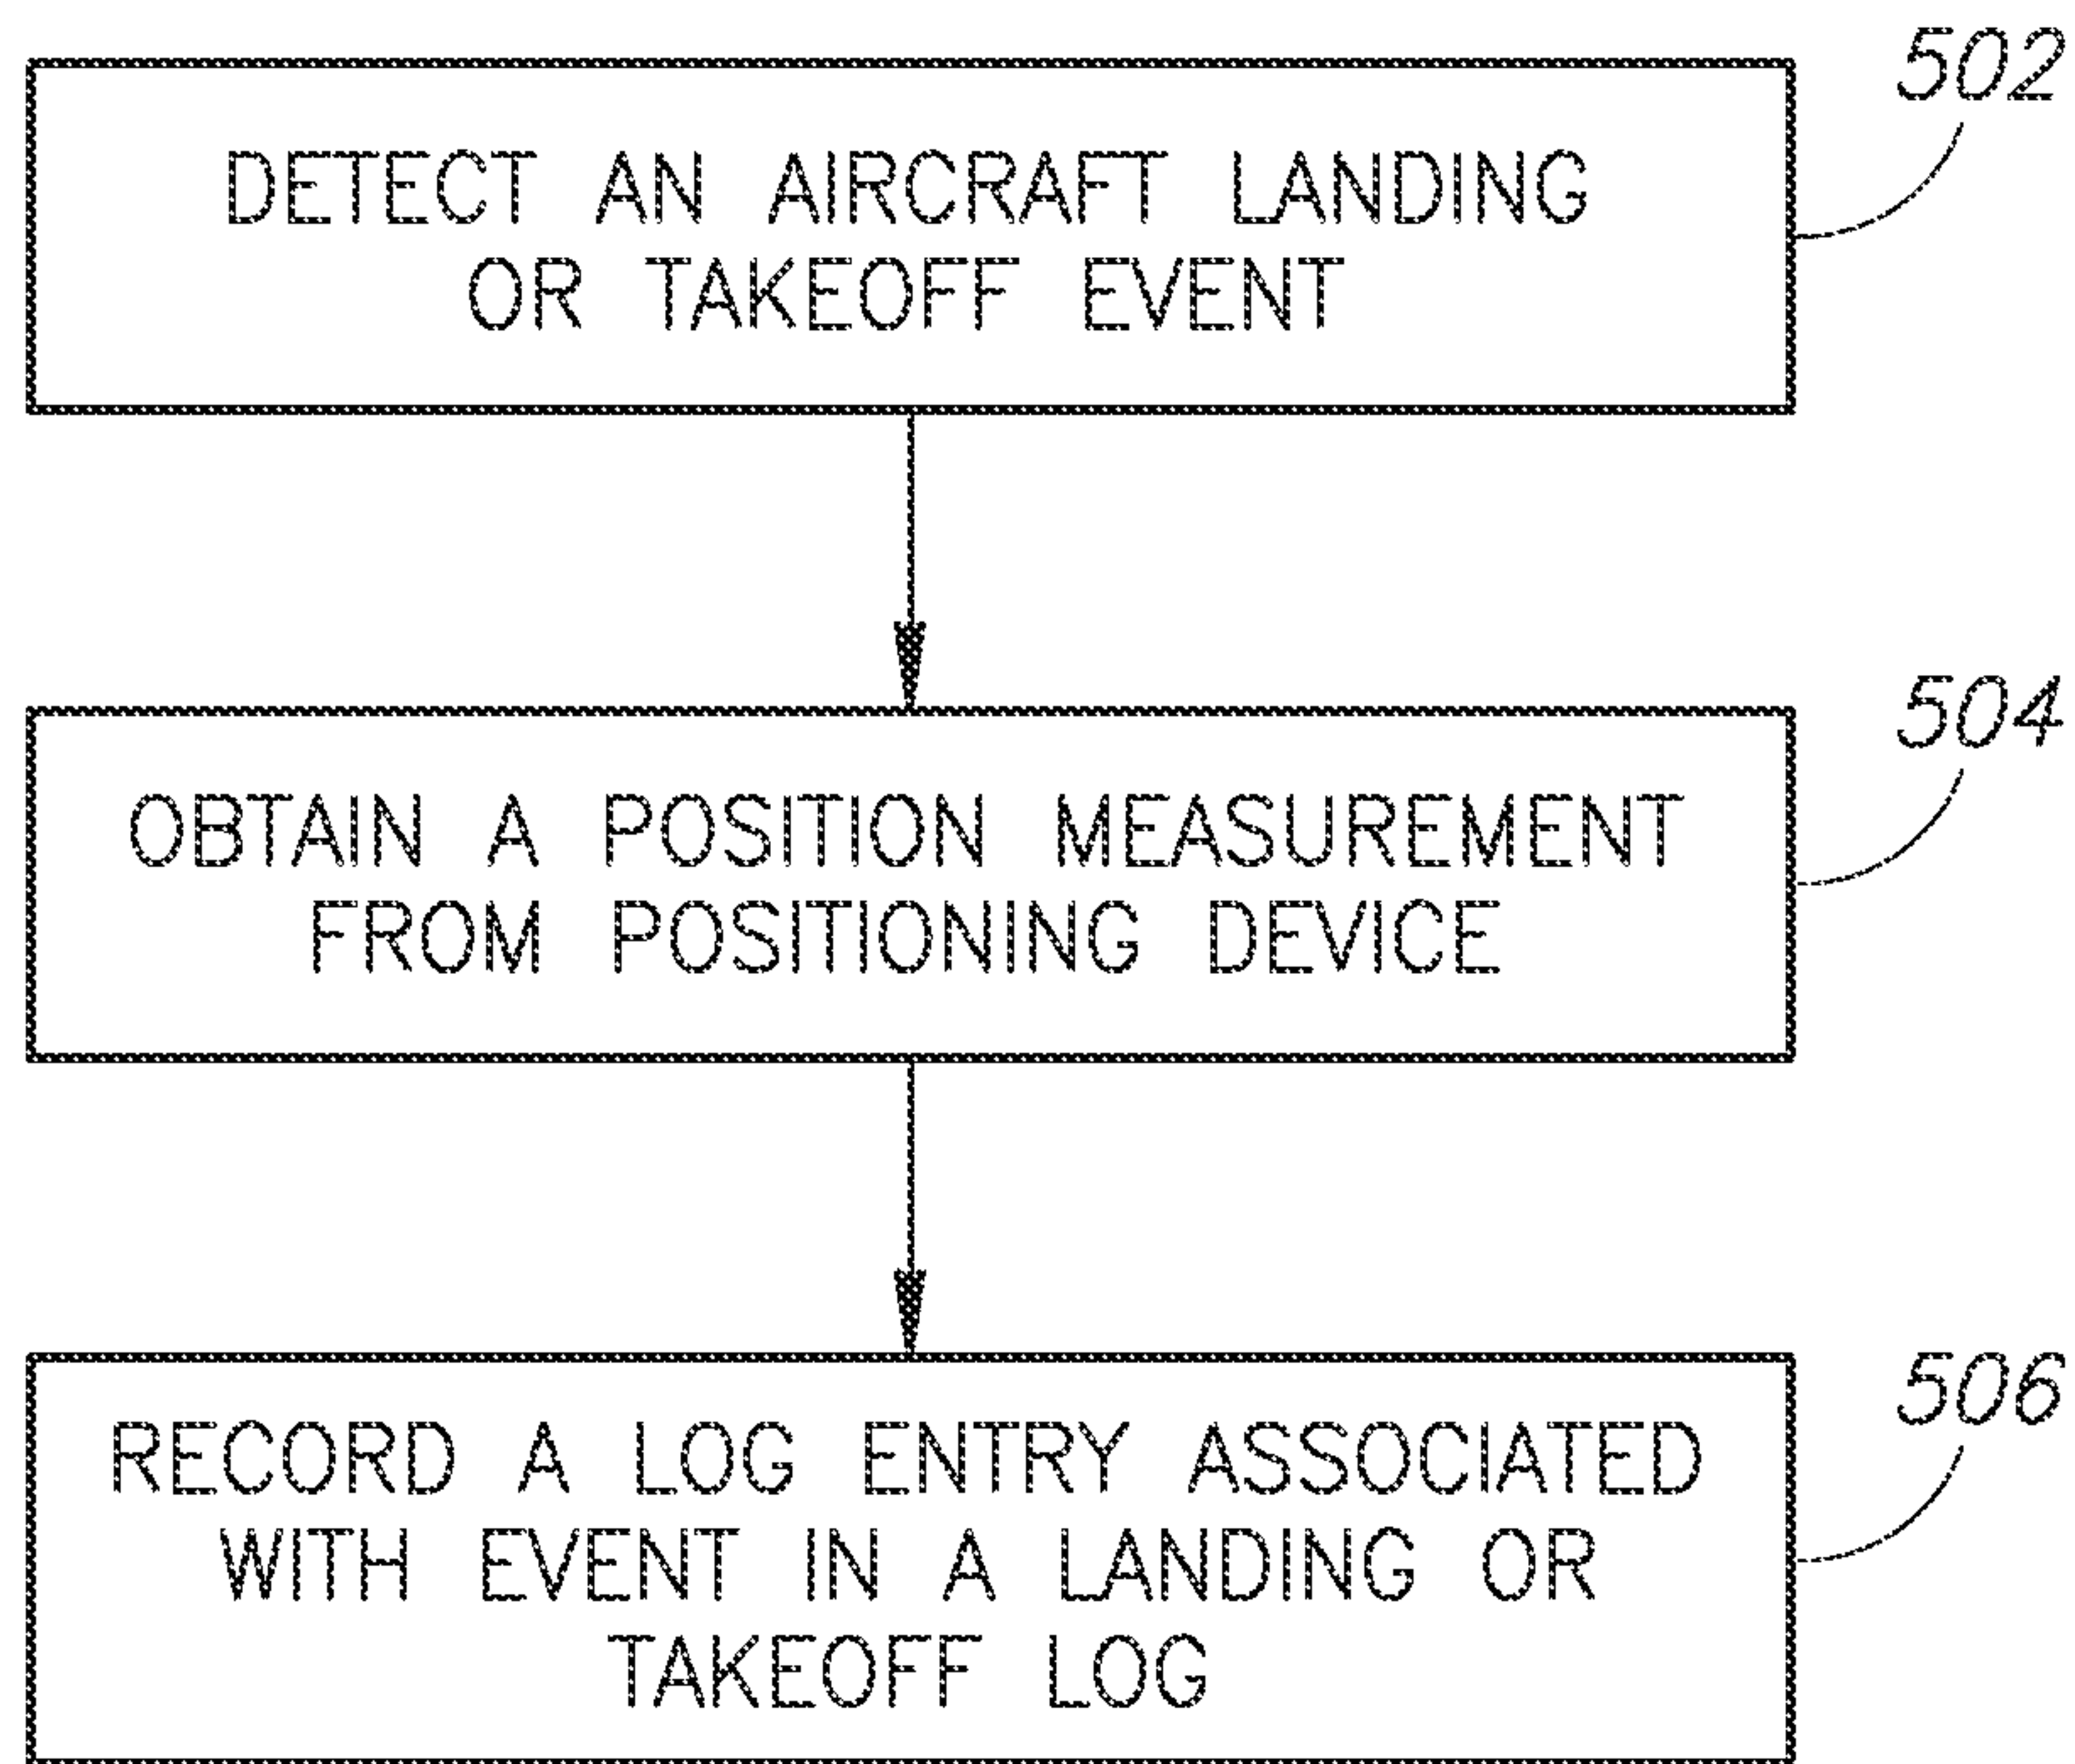 502
DETECT AN AIRCRAFT LANDING
OR TAKEOFF EVENT
504
OBTAIN A POSITION MEASUREMENT
FROM POSITIONING DEVICE
506
RECORD A LOG ENTRY ASSOCIATED
WITH EVENT IN A LANDING OR
TAKEOFF LOG